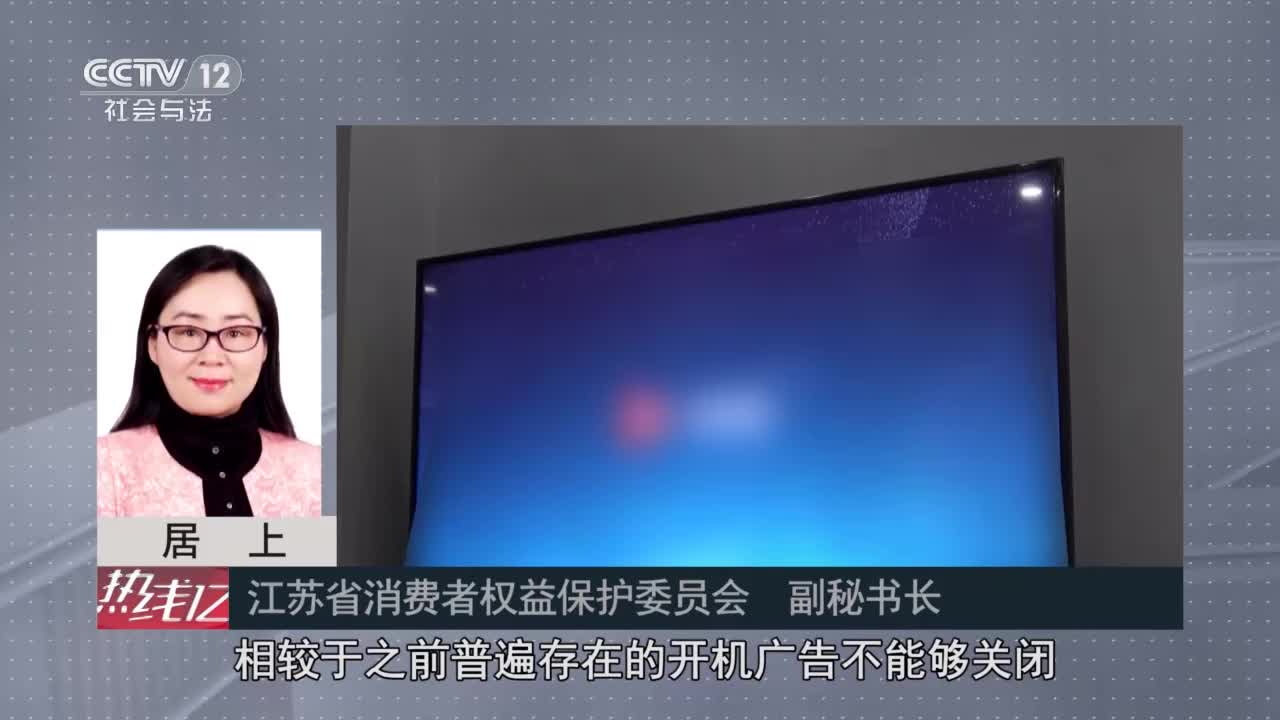 CCTV 12
社会与法
居 上
热线12
江苏省消费者权益保护委员会 副秘书长
相较于之前普遍存在的开机广告不能够关闭